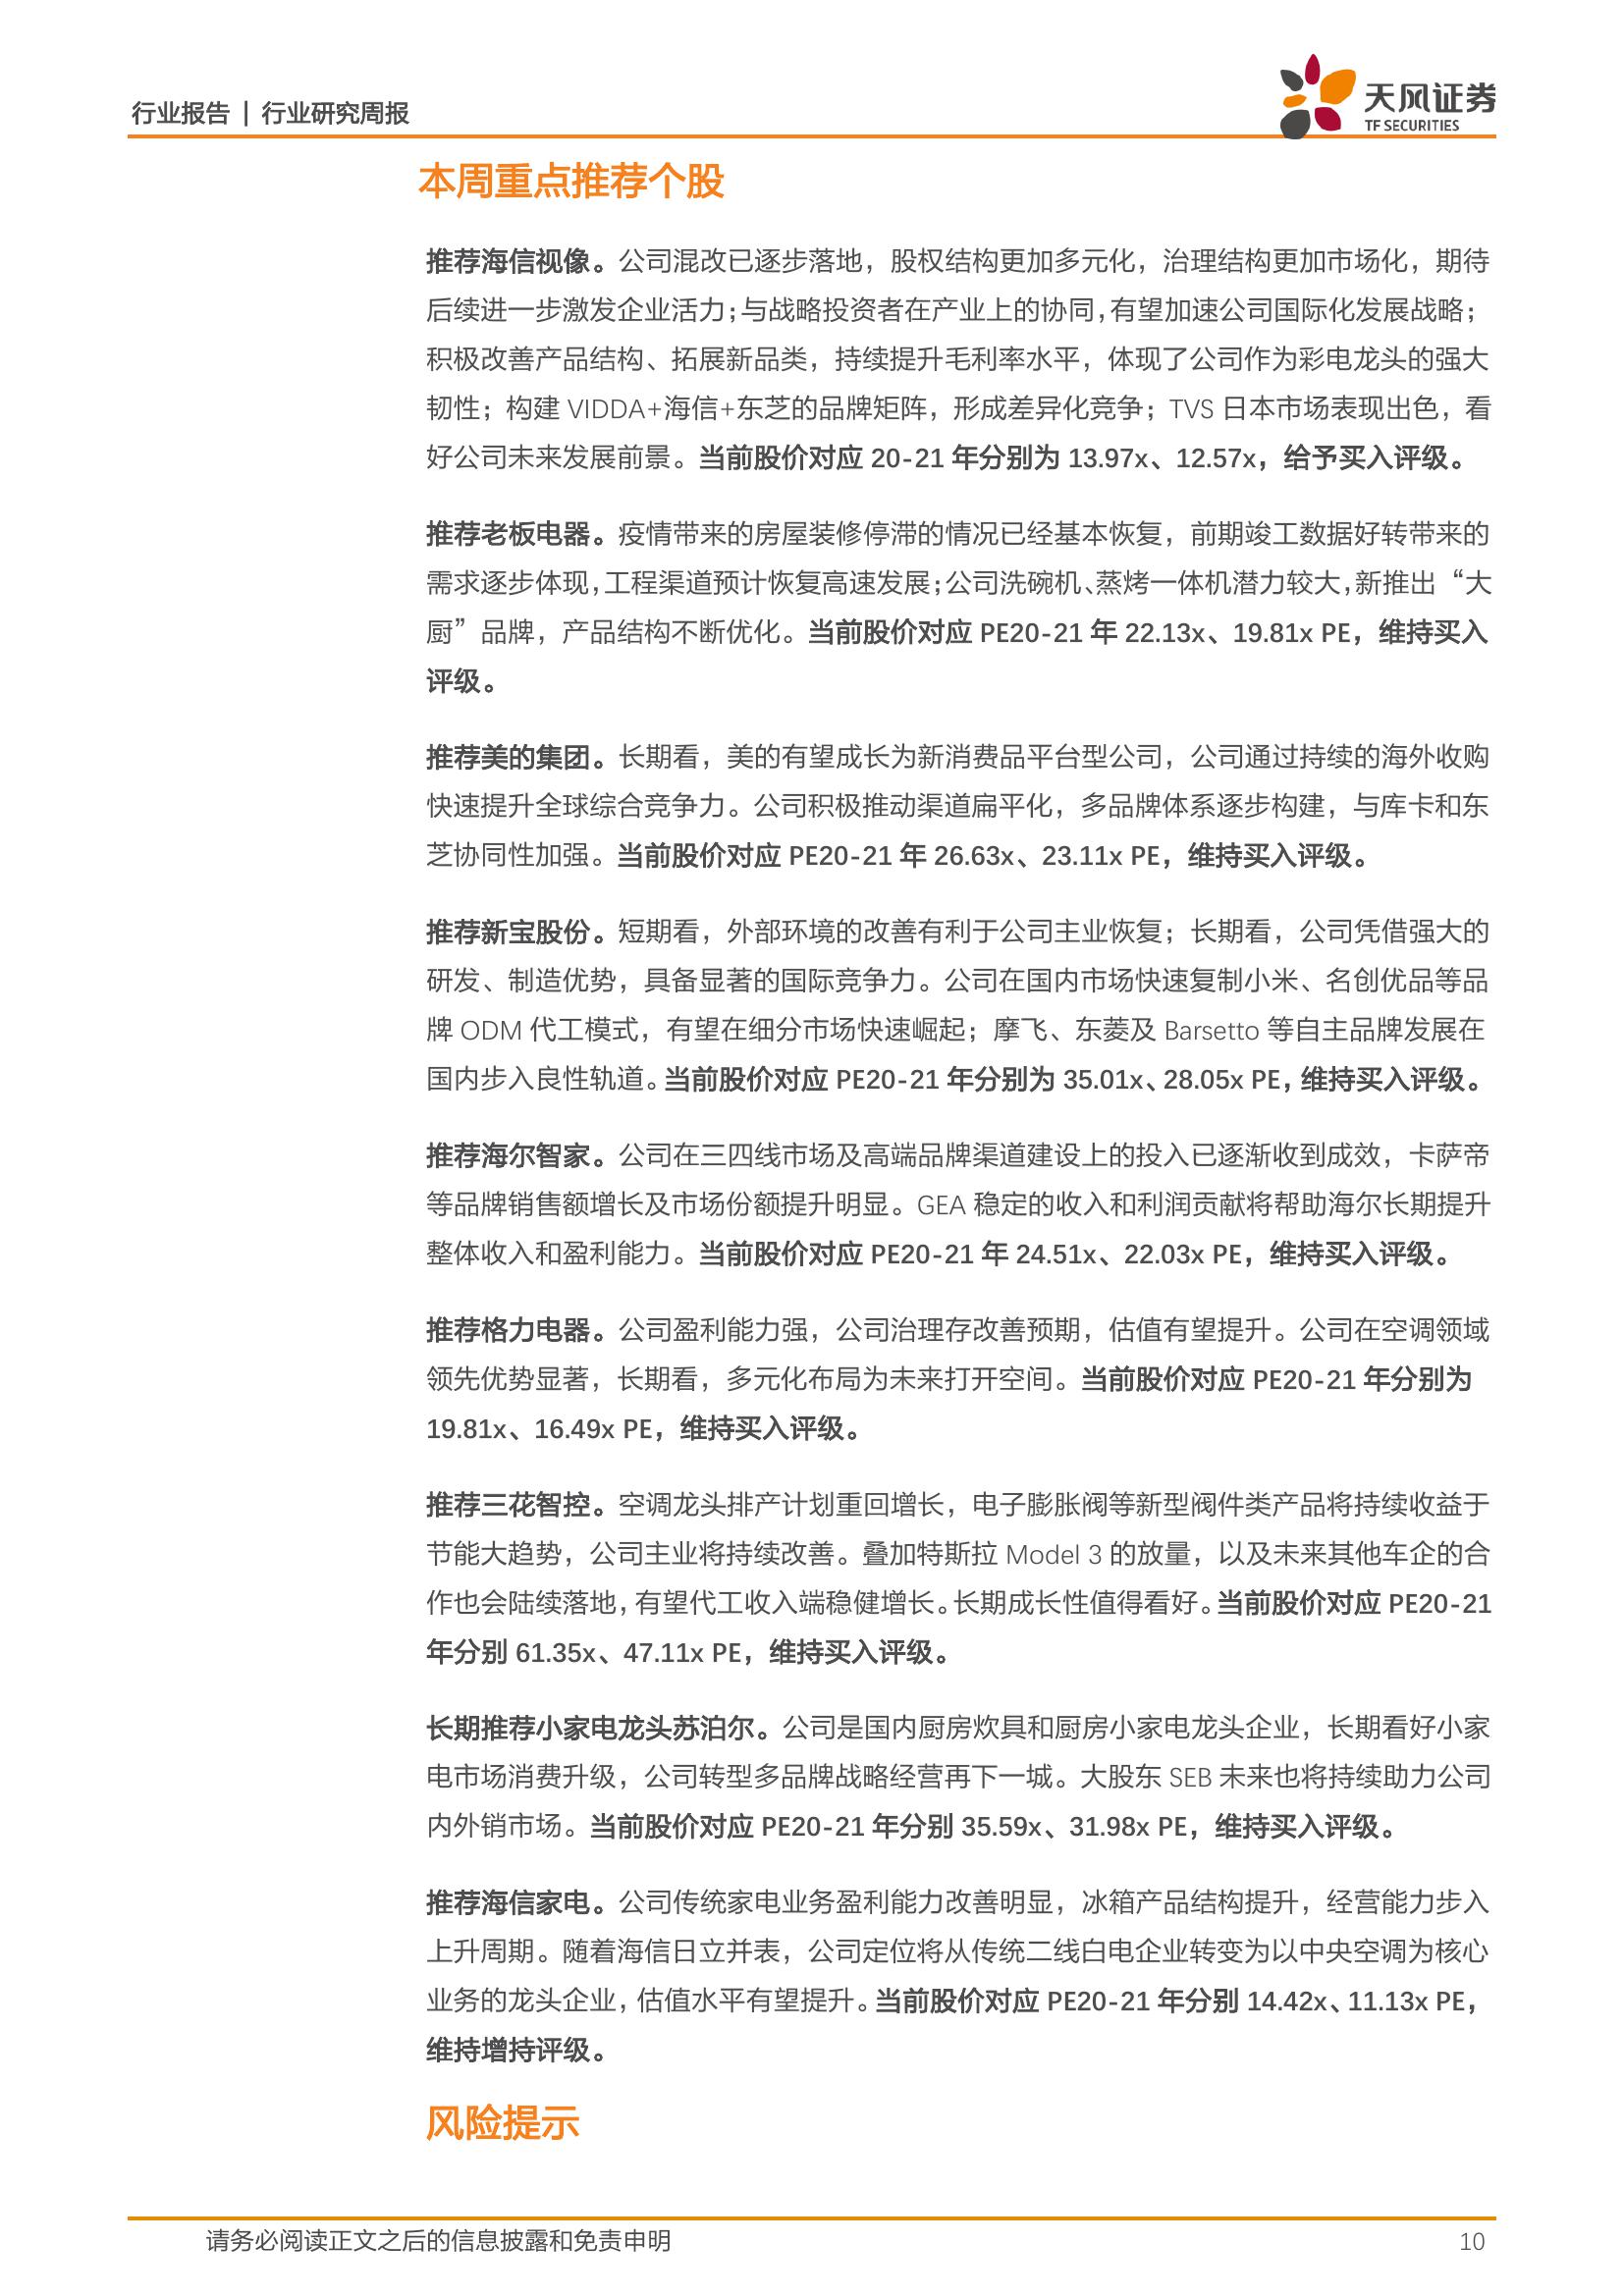 行业报告 | 行业研究周报
天风证券
TF SECURITIES
本周重点推荐个股
推荐海信视像。公司混改已逐步落地，股权结构更加多元化，治理结构更加市场化，期待
后续进一步激发企业活力；与战略投资者在产业上的协同，有望加速公司国际化发展战略；
积极改善产品结构、拓展新品类，持续提升毛利率水平，体现了公司作为彩电龙头的强大
韧性；构建 VIDDA+海信+东芝的品牌矩阵，形成差异化竞争；TVS 日本市场表现出色，看
好公司未来发展前景。当前股价对应 20-21 年分别为 13.97x、12.57x，给予买入评级。
推荐老板电器。疫情带来的房屋装修停滞的情况已经基本恢复，前期竣工数据好转带来的
需求逐步体现，工程渠道预计恢复高速发展；公司洗碗机、蒸烤一体机潜力较大，新推出“大
厨”品牌，产品结构不断优化。当前股价对应 PE20-21 年 22.13x、19.81x PE，维持买入
评级。
推荐美的集团。长期看，美的有望成长为新消费品平台型公司，公司通过持续的海外收购
快速提升全球综合竞争力。公司积极推动渠道扁平化，多品牌体系逐步构建，与库卡和东
芝协同性加强。当前股价对应 PE20-21 年 26.63x、23.11x PE，维持买入评级。
推荐新宝股份。短期看，外部环境的改善有利于公司主业恢复；长期看，公司凭借强大的
研发、制造优势，具备显著的国际竞争力。公司在国内市场快速复制小米、名创优品等品
牌 ODM 代工模式，有望在细分市场快速崛起；摩飞、东菱及 Barsetto 等自主品牌发展在
国内步入良性轨道。当前股价对应 PE20-21 年分别为 35.01x、28.05x PE，维持买入评级。
推荐海尔智家。公司在三四线市场及高端品牌渠道建设上的投入已逐渐收到成效，卡萨帝
等品牌销售额增长及市场份额提升明显。GEA 稳定的收入和利润贡献将帮助海尔长期提升
整体收入和盈利能力。当前股价对应 PE20-21 年 24.51x、22.03x PE，维持买入评级。
推荐格力电器。公司盈利能力强，公司治理存改善预期，估值有望提升。公司在空调领域
领先优势显著，长期看，多元化布局为未来打开空间。当前股价对应 PE20-21 年分别为
19.81x、16.49x PE，维持买入评级。
推荐三花智控。空调龙头排产计划重回增长，电子膨胀阀等新型阀件类产品将持续收益于
节能大趋势，公司主业将持续改善。叠加特斯拉 Model 3 的放量，以及未来其他车企的合
作也会陆续落地，有望代工收入端稳健增长。长期成长性值得看好。当前股价对应 PE20-21
年分别 61.35x、47.11x PE，维持买入评级。
长期推荐小家电龙头苏泊尔。公司是国内厨房炊具和厨房小家电龙头企业，长期看好小家
电市场消费升级，公司转型多品牌战略经营再下一城。大股东 SEB 未来也将持续助力公司
内外销市场。当前股价对应 PE20-21 年分别 35.59x、31.98x PE，维持买入评级。
推荐海信家电。公司传统家电业务盈利能力改善明显，冰箱产品结构提升，经营能力步入
上升周期。随着海信日立并表，公司定位将从传统二线白电企业转变为以中央空调为核心
业务的龙头企业，估值水平有望提升。当前股价对应 PE20-21 年分别 14.42x、11.13x PE，
维持增持评级。
风险提示
请务必阅读正文之后的信息披露和免责申明
10